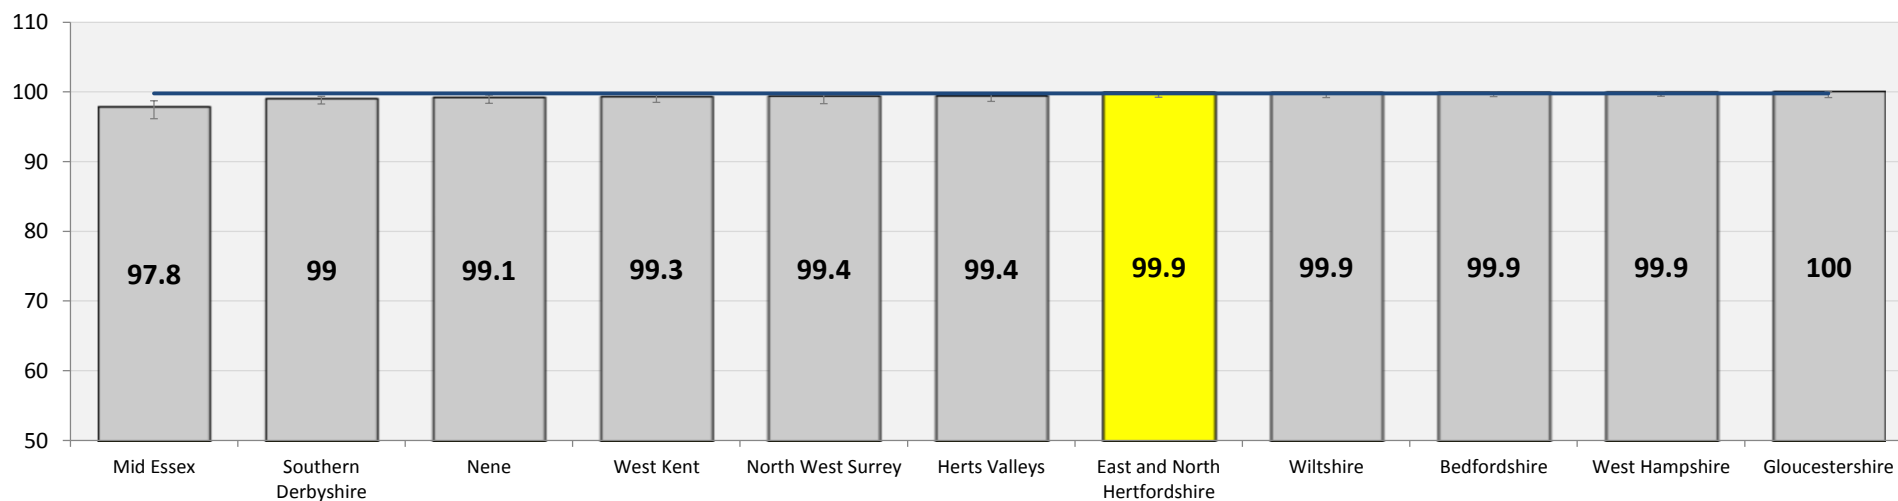 110
100
90
80
70
60
50
97.8
99
99.1
99.3
99.4
99.4
99.9
99.9
99.9
99.9
100
Mid Essex
Southern
Derbyshire
Nene
West Kent
North West Surrey
Herts Valleys
East and North
Hertfordshire
Wiltshire
Bedfordshire
West Hampshire
Gloucestershire